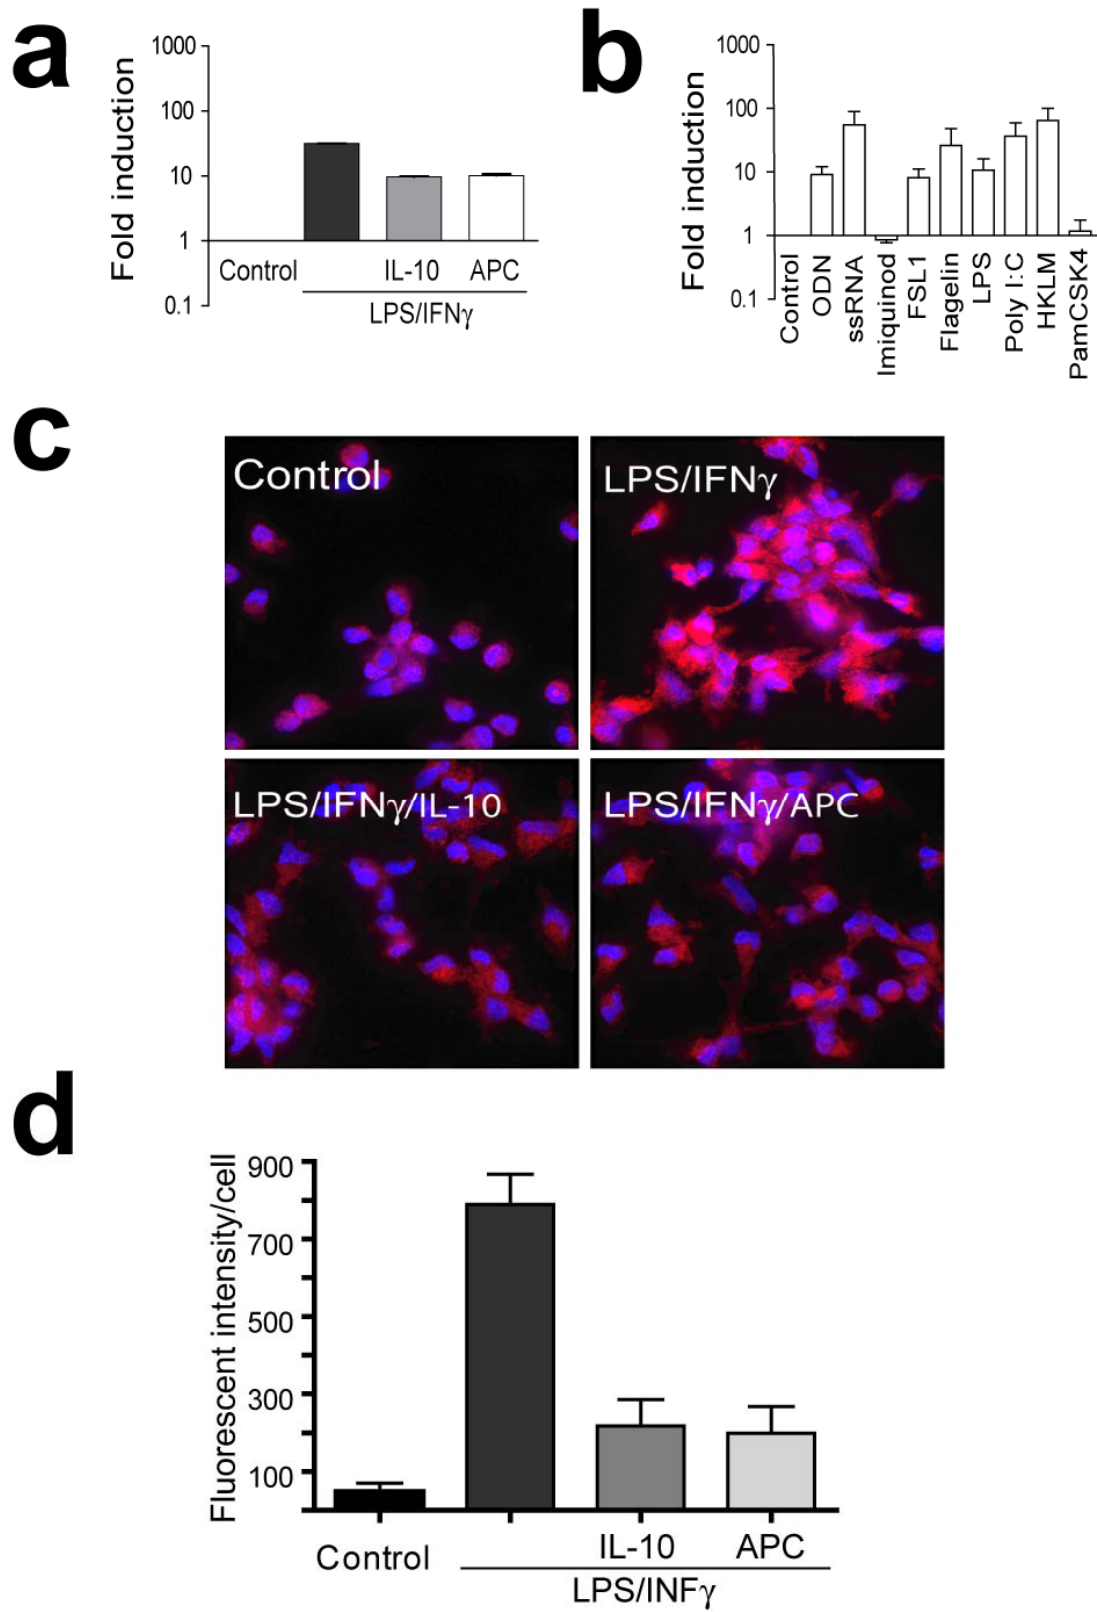 a
1000
100
10
1
0.1
Fold induction
Control
IL-10
APC
LPS/IFNγ
b
1000
100
10
1
0.1
Fold induction
Control
ODN
ssRNA
Imiquinod
FSL1
Flagelin
LPS
Poly I:C
HKLM
PamCSK4
c
Control
LPS/IFNγ
LPS/IFNγ/IL-10
LPS/IFNγ/APC
d
900
700
500
300
100
Fluorescent intensity/cell
Control
IL-10
APC
LPS/INFγ